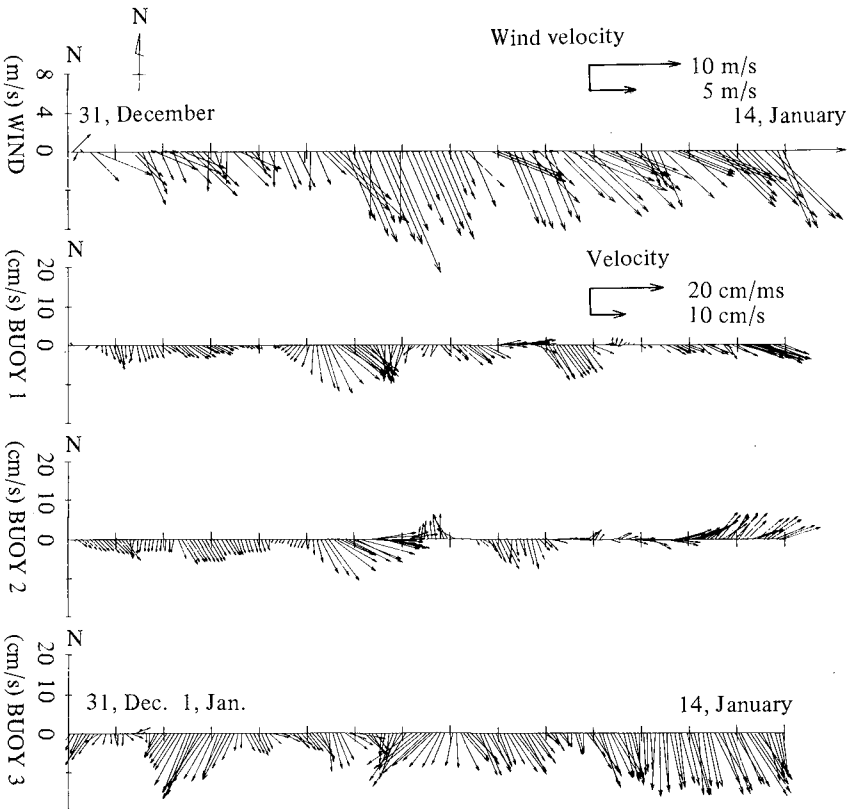 N
Wind velocity
10 m/s
5 m/s
N
8
4
0
(m/s) WIND
31, December
14, January
N
20
10
0
(cm/s) BUOY 1
Velocity
20 cm/ms
10 cm/s
N
20
10
0
(cm/s) BUOY 2
N
20
10
0
(cm/s) BUOY 3
31, Dec. 1, Jan.
14, January